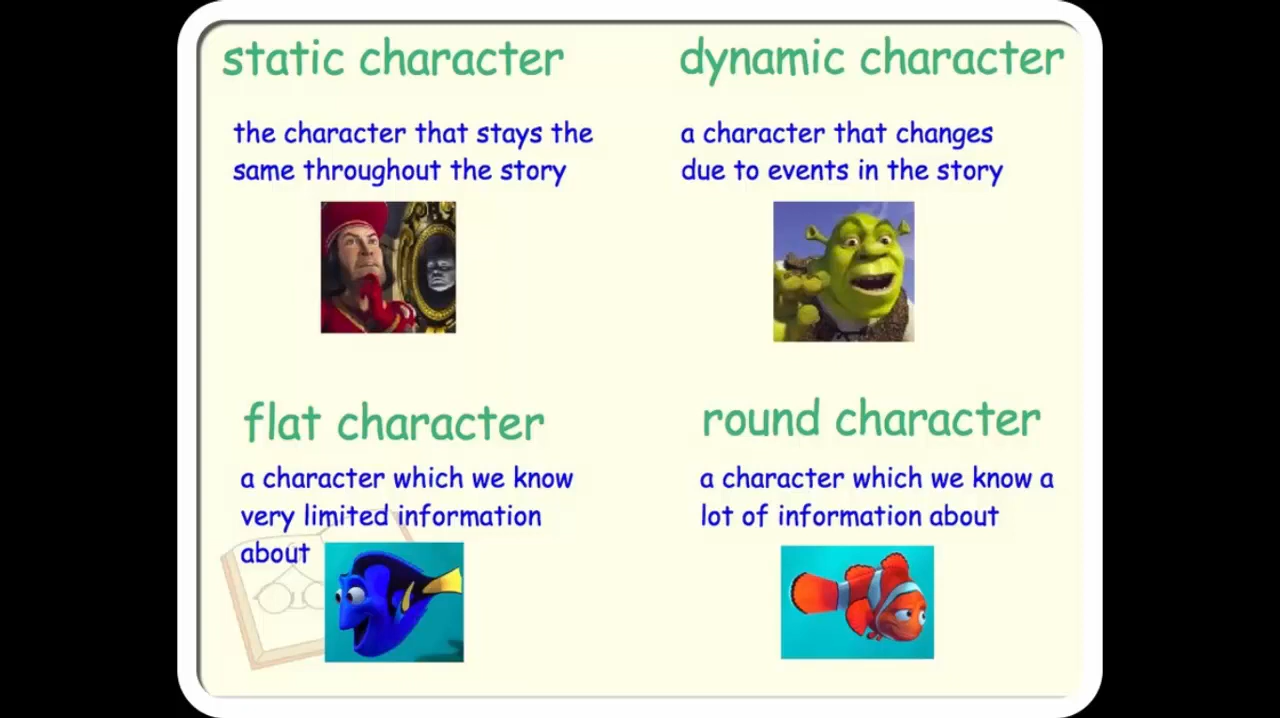 static character
the character that stays the
same throughout the story
dynamic character
a character that changes
due to events in the story
flat character
a character which we know
very limited information
about
round character
a character which we know a
lot of information about